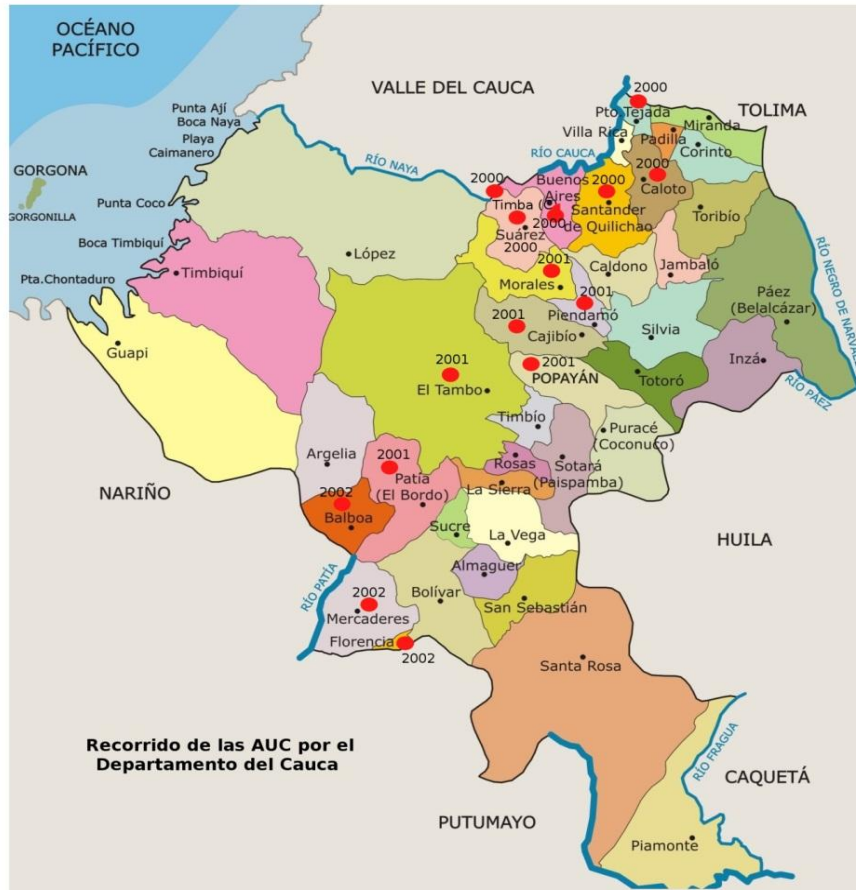 OCÉANO
PACÍFICO
VALLE DEL CAUCA
2000
TOLIMA
Punta Ají
Boca Naya
Playa
Caimanero
Pto. Tejada
Miranda
Villa Rica
Padilla
Corinto
RÍO CAUCA
RÍO NAYA
GORGONA
GORGONILLA
Punta Coco
2000
Buenos
Aires
2000
2000
Caloto
Timba (C
Suárez
2000
2000
Santander
de Quilichao
Toribío
Boca Timbiquí
Timbiquí
López
Pta.Chontaduro
2001
Morales
Caldono
Jambaló
RÍO NEGRO DE NARVAE
Páez
(Belalcázar)
2001
Piendamó
2001
Cajibío
Silvia
Guapi
Inzá
2001
El Tambo
2001
POPAYÁN
Totoró
RÍO PÁEZ
Timbío
Puracé
(Coconuco)
Argelia
2001
Patía
(El Bordo)
Rosas
Sotará
(Paispamba)
La Sierra
NARIÑO
2002
Balboa
Sucre
La Vega
HUILA
Almaguer
RÍO PATÍA
2002
Mercaderes
Bolívar
San Sebastián
Florencia
2002
Santa Rosa
Recorrido de las AUC por el
Departamento del Cauca
RÍO FRAGUA
CAQUETÁ
PUTUMAYO
Piamonte